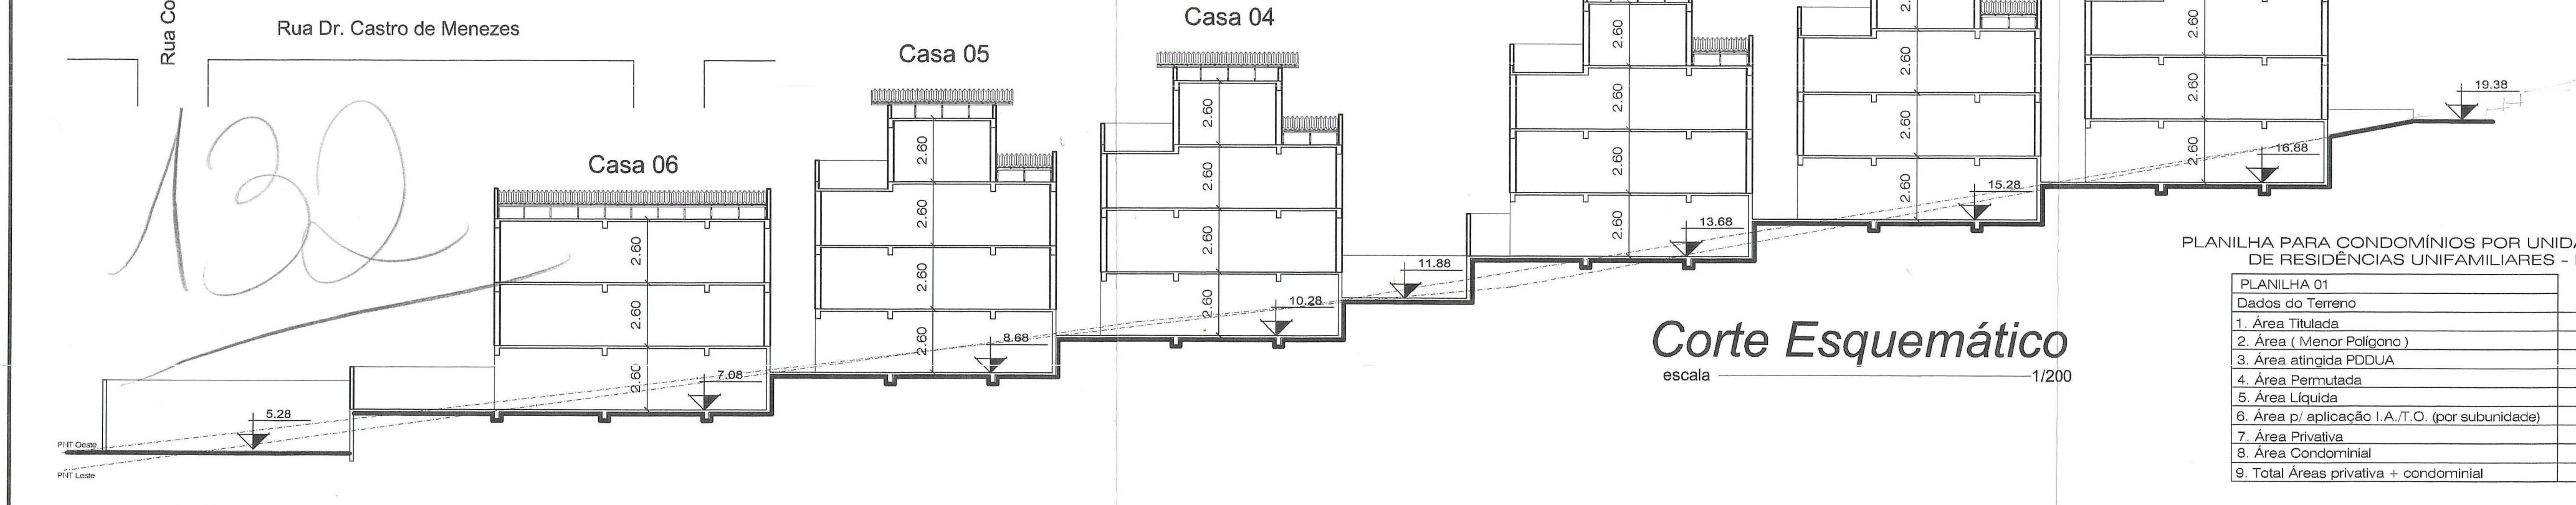 Rua Co
Rua Dr. Castro de Menezes
130
Casa 06
2.60
2.60
2.60
7.08
5.28
PNT Oeste
PNT Leste
Casa 05
2.60
2.60
2.60
2.60
8.68
Casa 04
2.60
2.60
2.60
2.60
10.28
11.88
2.60
2.60
2.60
2.60
13.68
2.
2.60
2.60
2.60
15.28
2.60
2.60
2.60
16.88
19.38
Corte Esquemático
escala 1/200
PLANILHA PARA CONDOMÍNIOS POR UNIDA
DE RESIDÊNCIAS UNIFAMILIARES -
PLANILHA 01
Dados do Terreno
1. Área Titulada
2. Área ( Menor Polígono )
3. Área atingida PDDUA
4. Área Permutada
5. Área Líquida
6. Área p/ aplicação I.A./T.O. (por subunidade)
7. Área Privativa
8. Área Condominial
9. Total Áreas privativa + condominial